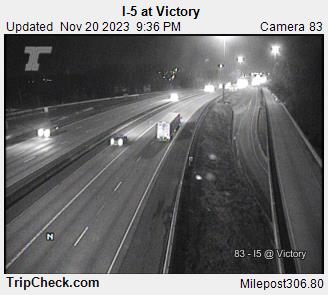 I-5 at Victory
Updated Nov 20 2023 9:36 PM Camera 83
T
N
83 - I5 @ Victory
TripCheck.com Milepost306.80